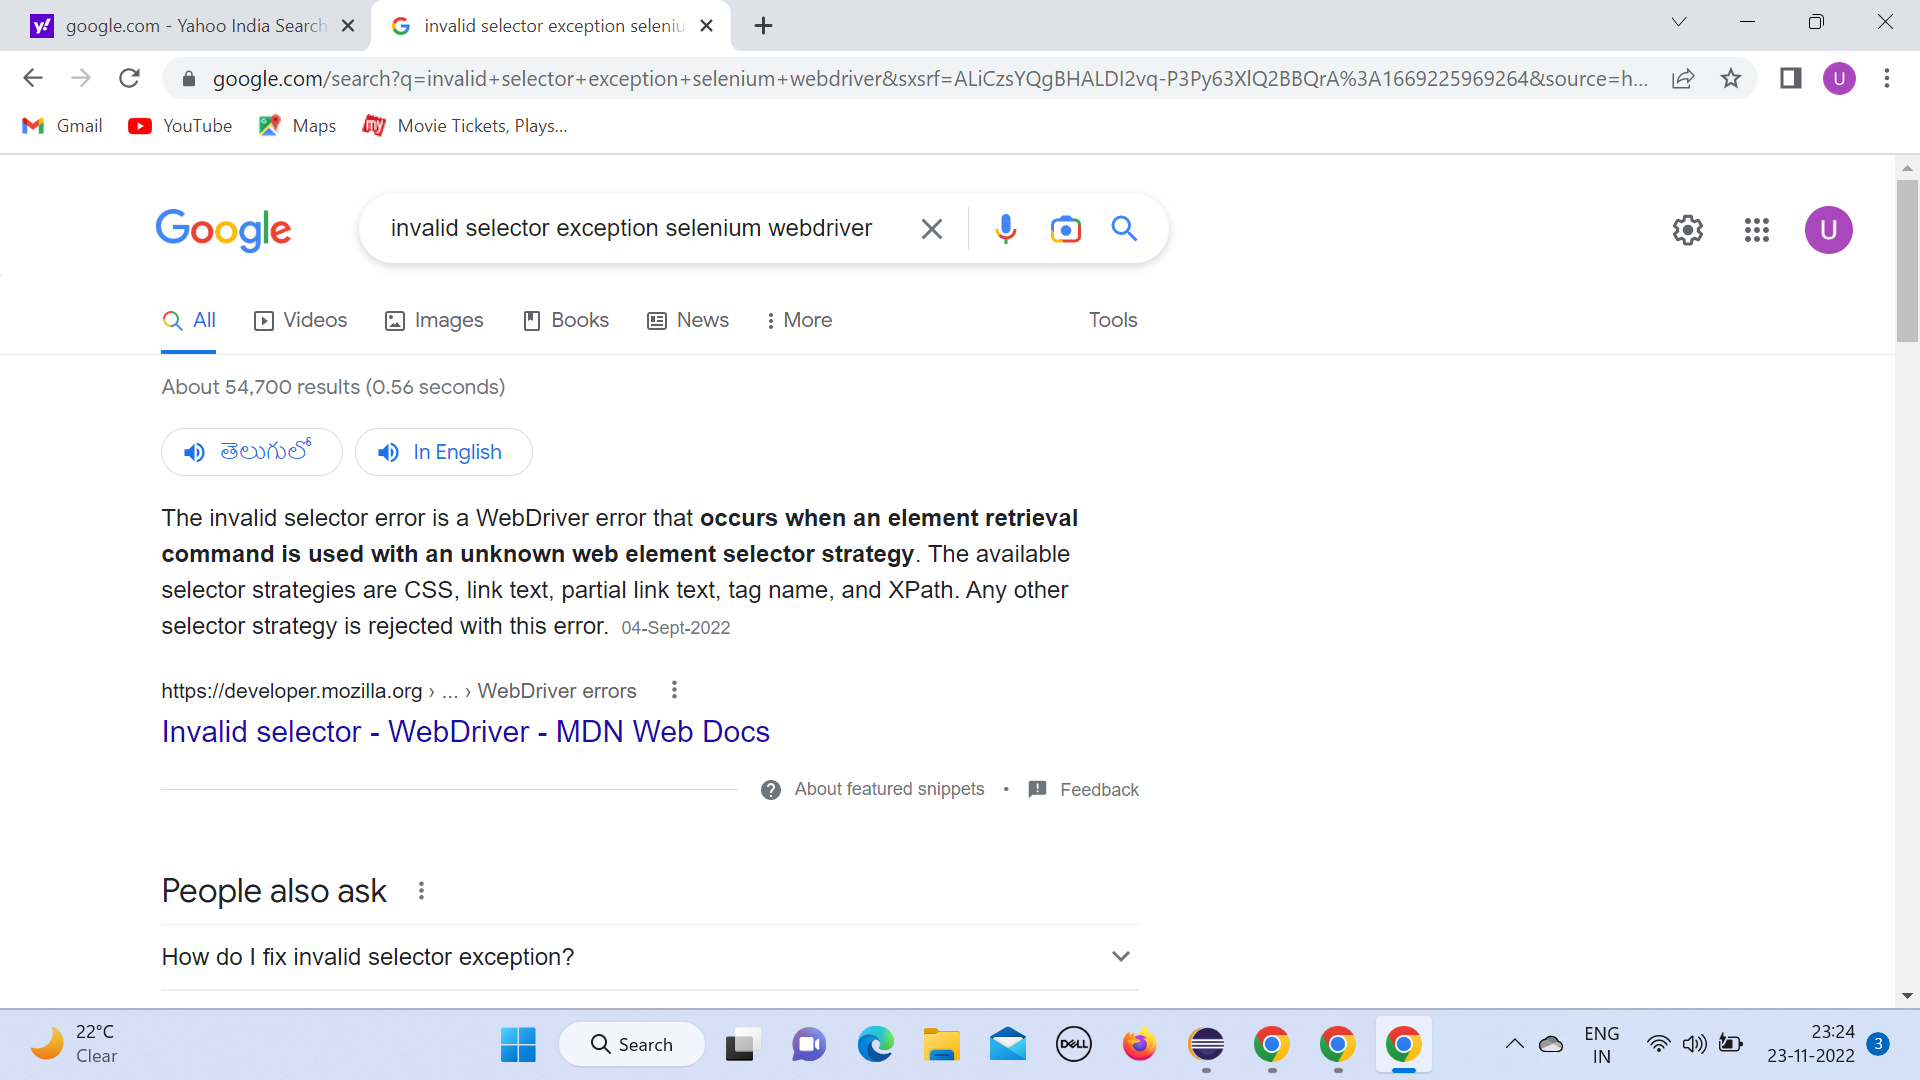 google.com - Yahoo India Search
invalid selector exception seleniu
google.com/search?q=invalid+selector+exception+selenium+webdriver&sxsrf=ALiCzsYQgBHALDI2vq-P3Py63XlQ2BBQrA%3A1669225969264&source=h...
U
Gmail YouTube Maps Movie Tickets, Plays...
Google
invalid selector exception selenium webdriver
U
All Videos Images Books News More Tools
About 54,700 results (0.56 seconds)
తెలుగులో In English
The invalid selector error is a WebDriver error that occurs when an element retrieval
command is used with an unknown web element selector strategy. The available
selector strategies are CSS, link text, partial link text, tag name, and XPath. Any other
selector strategy is rejected with this error. 04-Sept-2022
https://developer.mozilla.org › ... › WebDriver errors
Invalid selector - WebDriver - MDN Web Docs
About featured snippets • Feedback
People also ask
How do I fix invalid selector exception?
22°C
Clear
Search
DELL
ENG
IN
23:24
23-11-2022
3